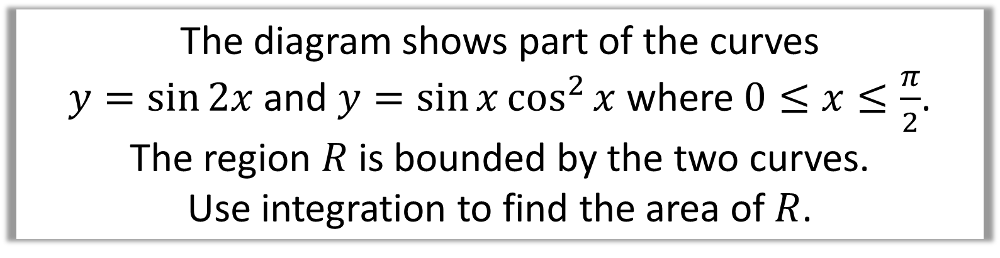 The diagram shows part of the curves
y = sin 2x and y = sin x cos² x where 0 ≤ x ≤ π/2.
The region R is bounded by the two curves.
Use integration to find the area of R.